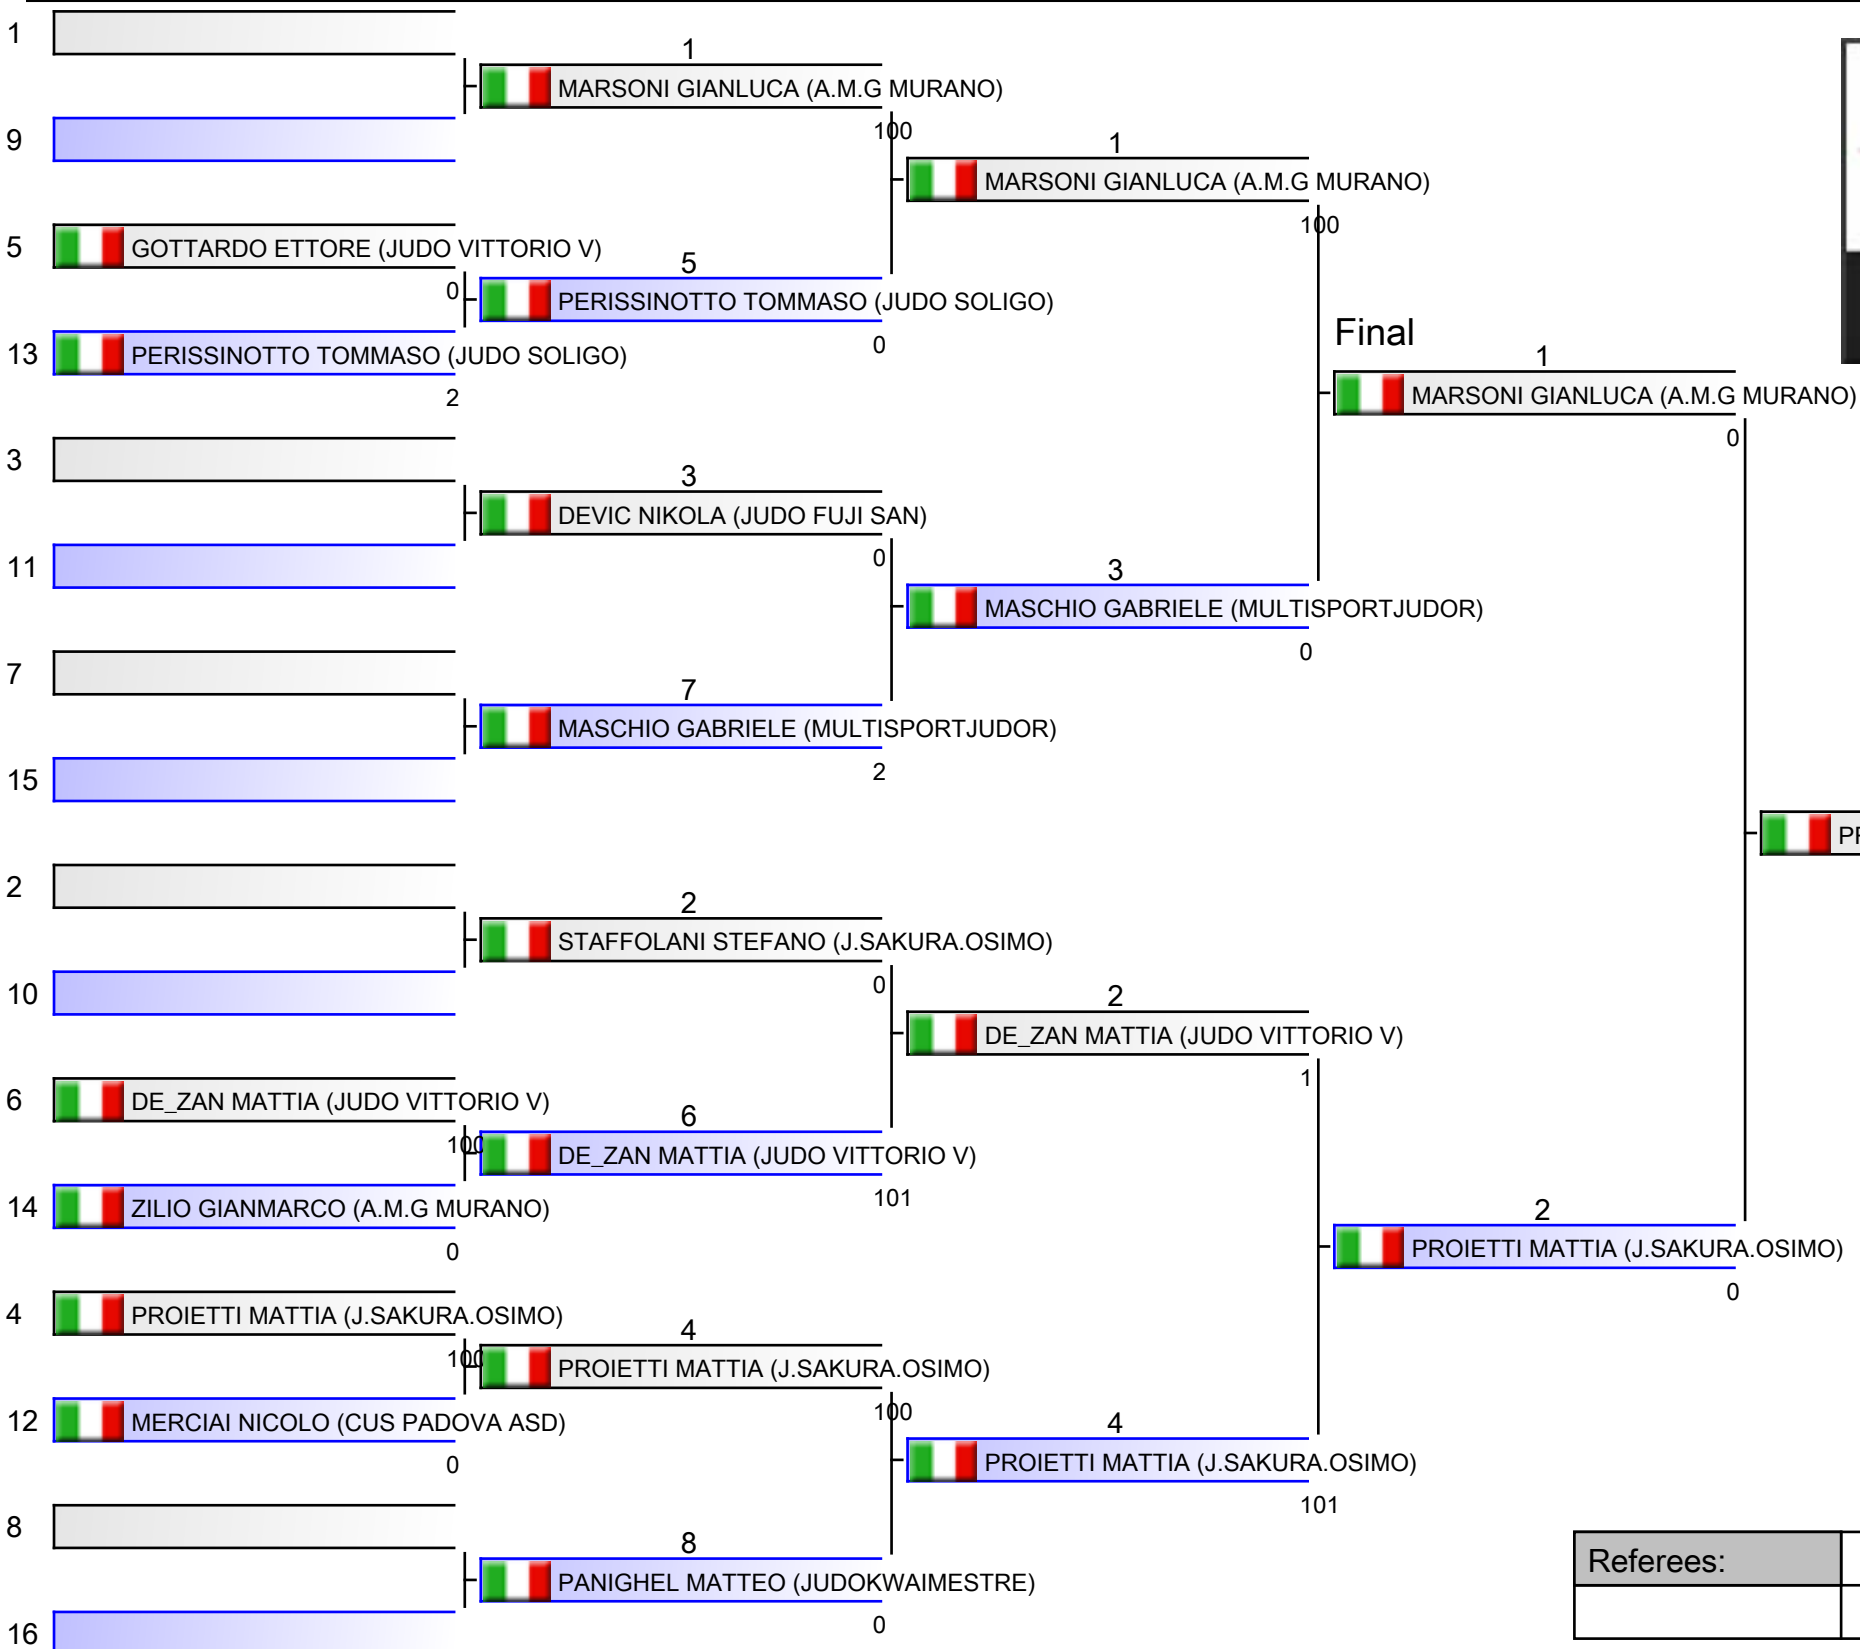 1
1
MARSONI GIANLUCA (A.M.G MURANO)
100
9
1
MARSONI GIANLUCA (A.M.G MURANO)
100
5
GOTTARDO ETTORE (JUDO VITTORIO V)
0
5
PERISSINOTTO TOMMASO (JUDO SOLIGO)
0
13
PERISSINOTTO TOMMASO (JUDO SOLIGO)
2
Final
1
MARSONI GIANLUCA (A.M.G MURANO)
0
3
3
DEVIC NIKOLA (JUDO FUJI SAN)
0
11
3
MASCHIO GABRIELE (MULTISPORTJUDOR)
0
7
7
MASCHIO GABRIELE (MULTISPORTJUDOR)
2
15
2
2
STAFFOLANI STEFANO (J.SAKURA.OSIMO)
0
10
2
DE_ZAN MATTIA (JUDO VITTORIO V)
1
6
DE_ZAN MATTIA (JUDO VITTORIO V)
100
6
DE_ZAN MATTIA (JUDO VITTORIO V)
101
14
ZILIO GIANMARCO (A.M.G MURANO)
0
2
PROIETTI MATTIA (J.SAKURA.OSIMO)
0
4
PROIETTI MATTIA (J.SAKURA.OSIMO)
100
4
PROIETTI MATTIA (J.SAKURA.OSIMO)
100
12
MERCIAI NICOLO (CUS PADOVA ASD)
0
4
PROIETTI MATTIA (J.SAKURA.OSIMO)
101
8
8
PANIGHEL MATTEO (JUDOKWAIMESTRE)
0
16
Referees: